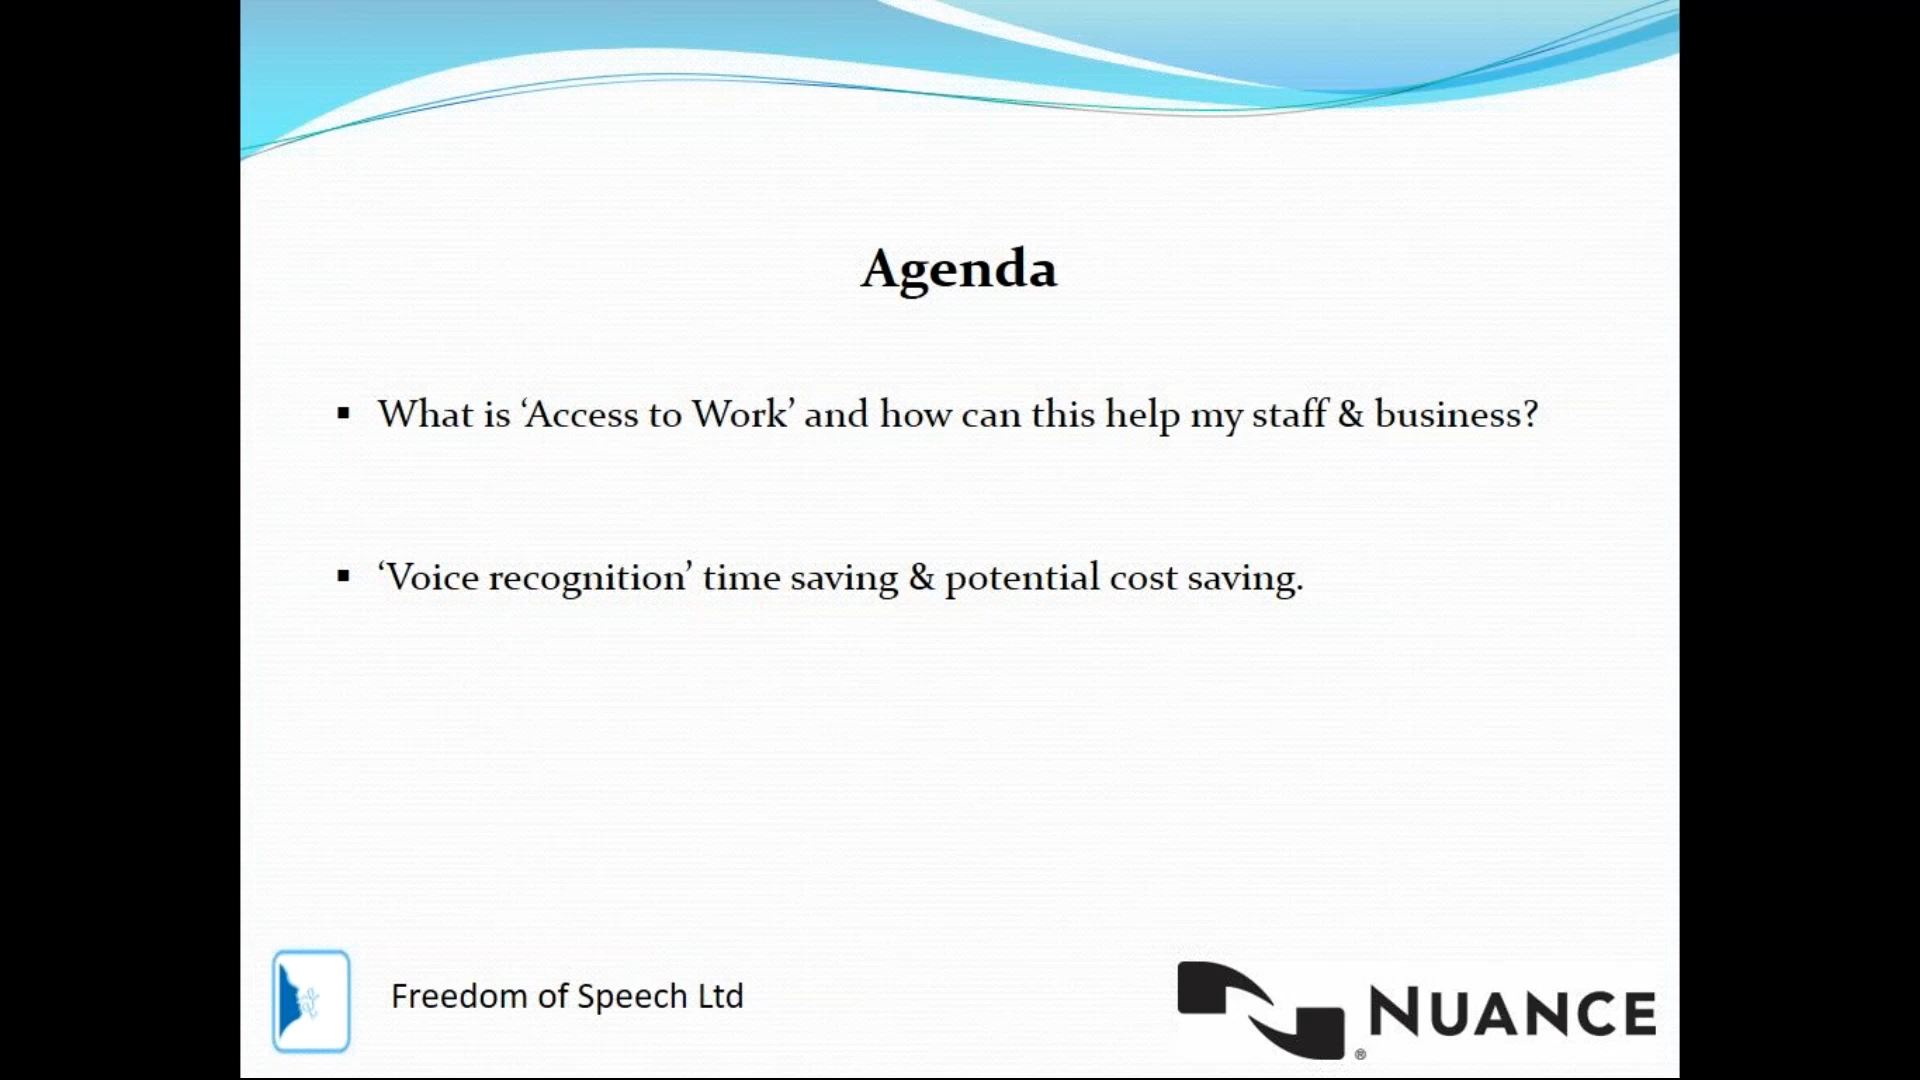 Agenda
▪ What is ‘Access to Work’ and how can this help my staff & business?
▪ ‘Voice recognition’ time saving & potential cost saving.
Freedom of Speech Ltd
® NUANCE